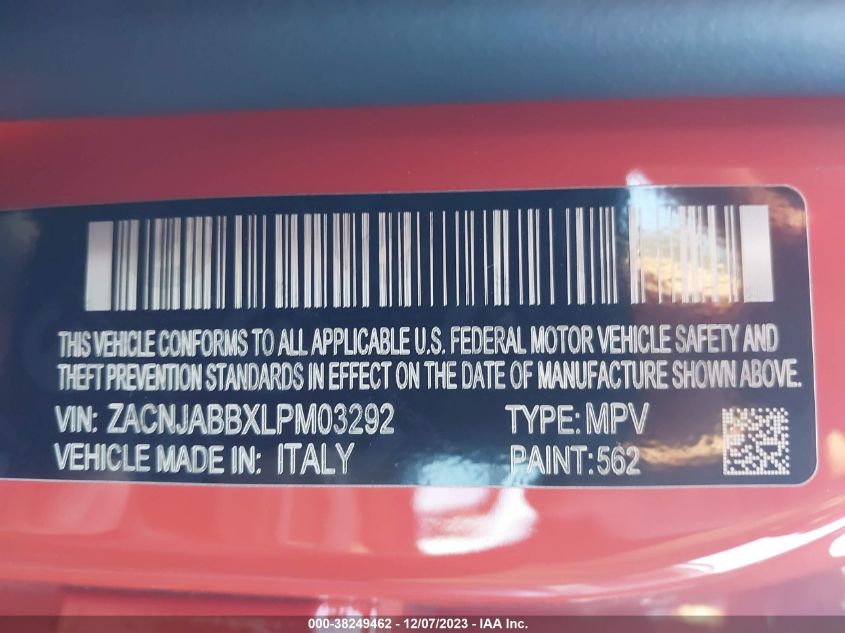 THIS VEHICLE CONFORMS TO ALL APPLICABLE U.S. FEDERAL MOTOR VEHICLE SAFETY AND
THEFT PREVENTION STANDARDS IN EFFECT ON THE DATE OF MANUFACTURE SHOWN ABOVE.
VIN: ZACNJABBXLPM03292 TYPE: MPV
VEHICLE MADE IN: ITALY PAINT: 562
000-38249462 - 12/07/2023 - IAA Inc.